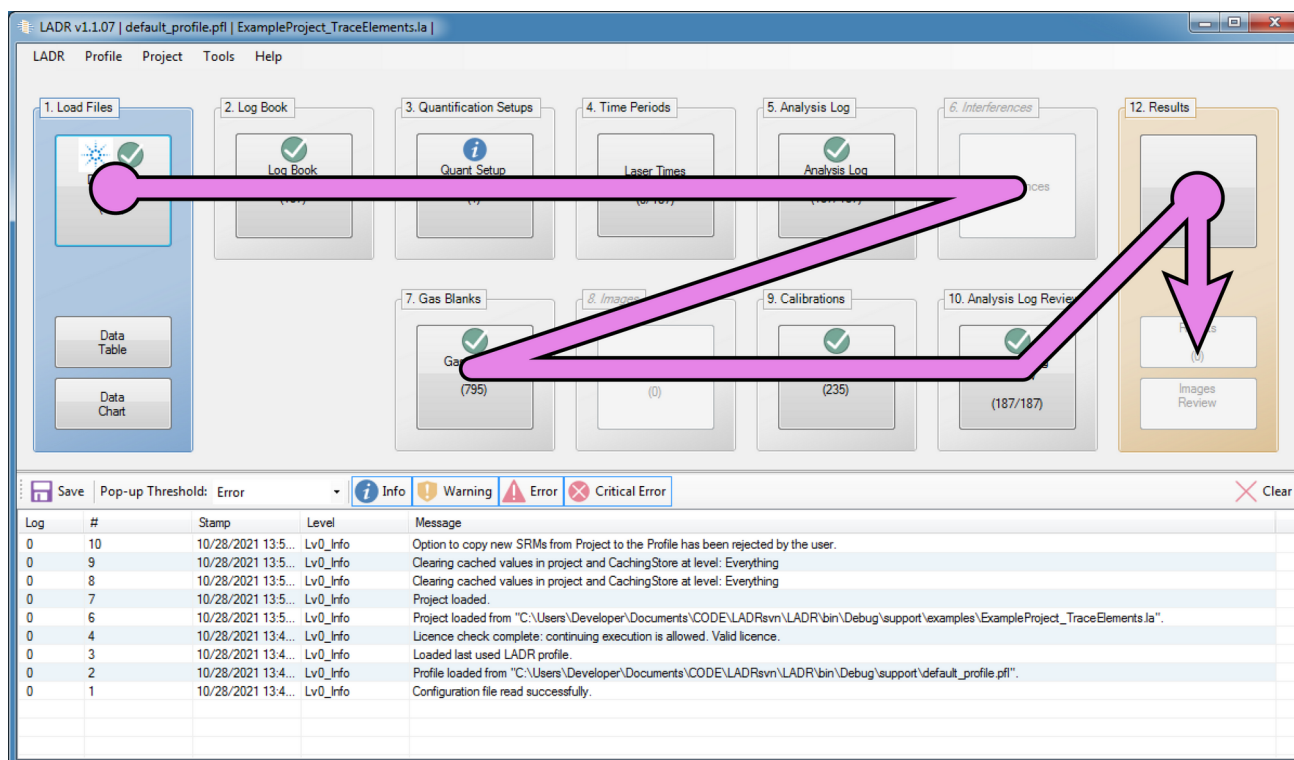 LADR v1.1.07 | default_profile.pfl | ExampleProject_TraceElements.la |
LADR Profile Project Tools Help
1. Load Files
2. Log Book
3. Quantification Setups
4. Time Periods
5. Analysis Log
6. Interferences
12. Results
Log Book
Quant Setup
Laser Times
Analysis Log
7. Gas Blanks
8. Images
9. Calibrations
10. Analysis Log Review
Data
Table
Data
Chart
(795)
(0)
(235)
(187/187)
(0)
Images
Review
Save Pop-up Threshold: Error Info Warning Error Critical Error Clear
Log # Stamp Level Message
0 10 10/28/2021 13:5... Lv0_Info Option to copy new SRMs from Project to the Profile has been rejected by the user.
0 9 10/28/2021 13:5... Lv0_Info Clearing cached values in project and CachingStore at level: Everything
0 8 10/28/2021 13:5... Lv0_Info Clearing cached values in project and CachingStore at level: Everything
0 7 10/28/2021 13:5... Lv0_Info Project loaded.
0 6 10/28/2021 13:5... Lv0_Info Project loaded from "C:\Users\Developer\Documents\CODE\LADRsvn\LADR\bin\Debug\support\examples\ExampleProject_TraceElements.la".
0 4 10/28/2021 13:4... Lv0_Info Licence check complete: continuing execution is allowed. Valid licence.
0 3 10/28/2021 13:4... Lv0_Info Loaded last used LADR profile.
0 2 10/28/2021 13:4... Lv0_Info Profile loaded from "C:\Users\Developer\Documents\CODE\LADRsvn\LADR\bin\Debug\support\default_profile.pfl".
0 1 10/28/2021 13:4... Lv0_Info Configuration file read successfully.